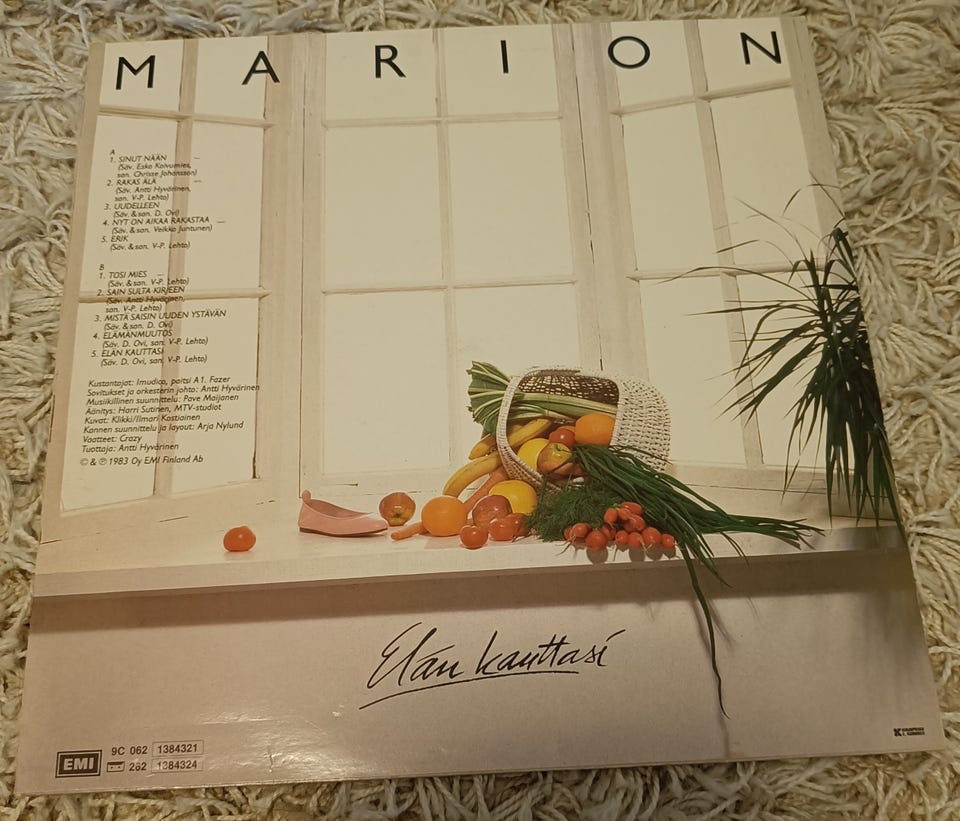 MARION
A
1. SINUT NÄÄN –
(Säv. Esko Koivumies,
san. Chrisse Johansson)
2. RAKAS ÄLÄ –
(Säv. Antti Hyvärinen,
san. V-P. Lehto)
3. UUDELLEEN
(Säv. & san. D. Ovi)
4. NYT ON AIKAA RAKASTAA –
(Säv. & san. Veikko Juntunen)
5. ERIK
(Säv. & san. V-P. Lehto)
B
1. TOSI MIES –
(Säv. & san. V-P. Lehto)
2. SAIN SULTA KIRJEEN
(Säv. Antti Hyvärinen,
san. V-P. Lehto)
3. MISTÄ SAISIN UUDEN YSTÄVÄN
(Säv. & san. D. Ovi)
4. ELÄMÄNMUUTOS
(Säv. D. Ovi, san. V-P. Lehto)
5. ELÄN KAUTTASI
(Säv. D. Ovi, san. V-P. Lehto)
Kustantajat: Imudico, paitsi A1. Fazer
Sovitukset ja orkesterin johto: Antti Hyvärinen
Musiikillinen suunnittelu: Pave Maijanen
Äänitys: Harri Sutinen, MTV-studiot
Kuvat: Klikki/Ilmari Kostiainen
Kannen suunnittelu ja layout: Arja Nylund
Vaatteet: Crazy
Tuottaja: Antti Hyvärinen
© & ℗ 1983 Oy EMI Finland Ab
Elän kauttasi
EMI
9C 062 1384321
262 1384324